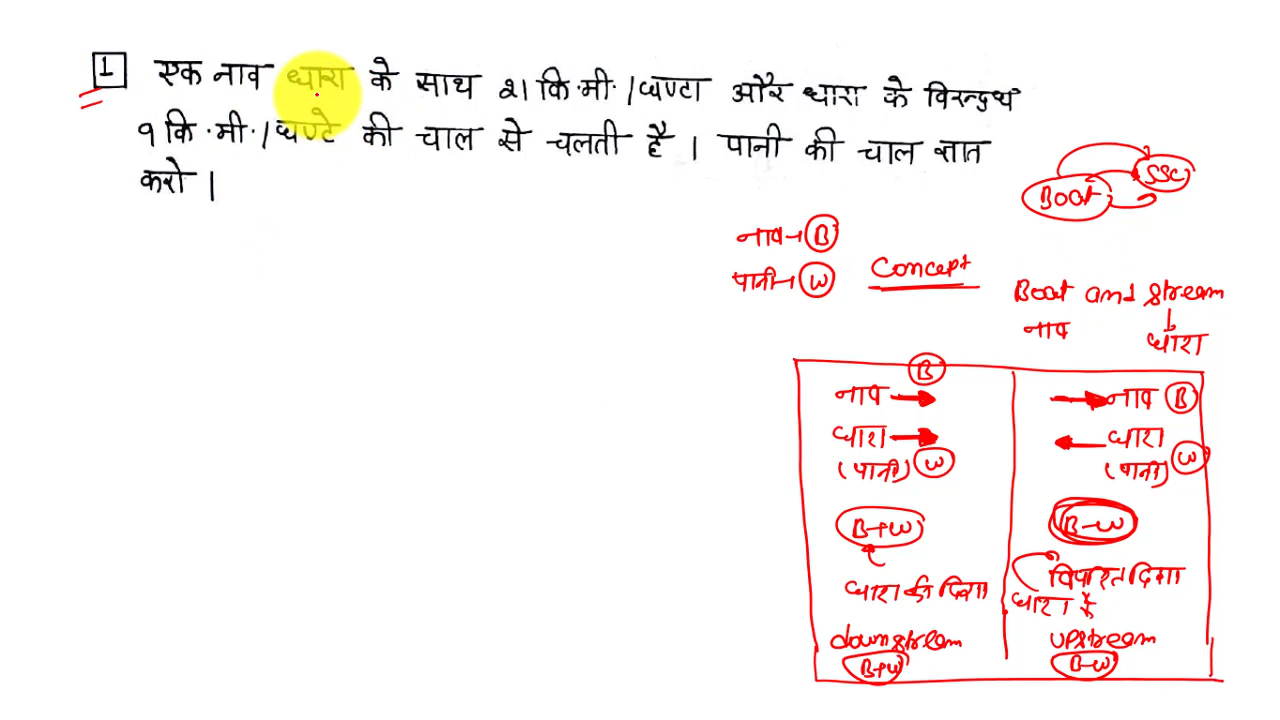 1 एक नाव धारा के साथ 21 कि.मी./घण्टा और धारा के विरुध्द
9 कि.मी./घण्टे की चाल से चलती है । पानी की चाल ज्ञात
करो ।
Boat SSC
नाव → B
पानी → W
Concept
Boat and stream
नाव धारा
B
नाव
धारा
(पानी) W
B+W
धारा की दिशा
downstream
B+W
नाव B
धारा
(पानी) W
B-W
विपरित दिशा
धारा के
upstream
B-W